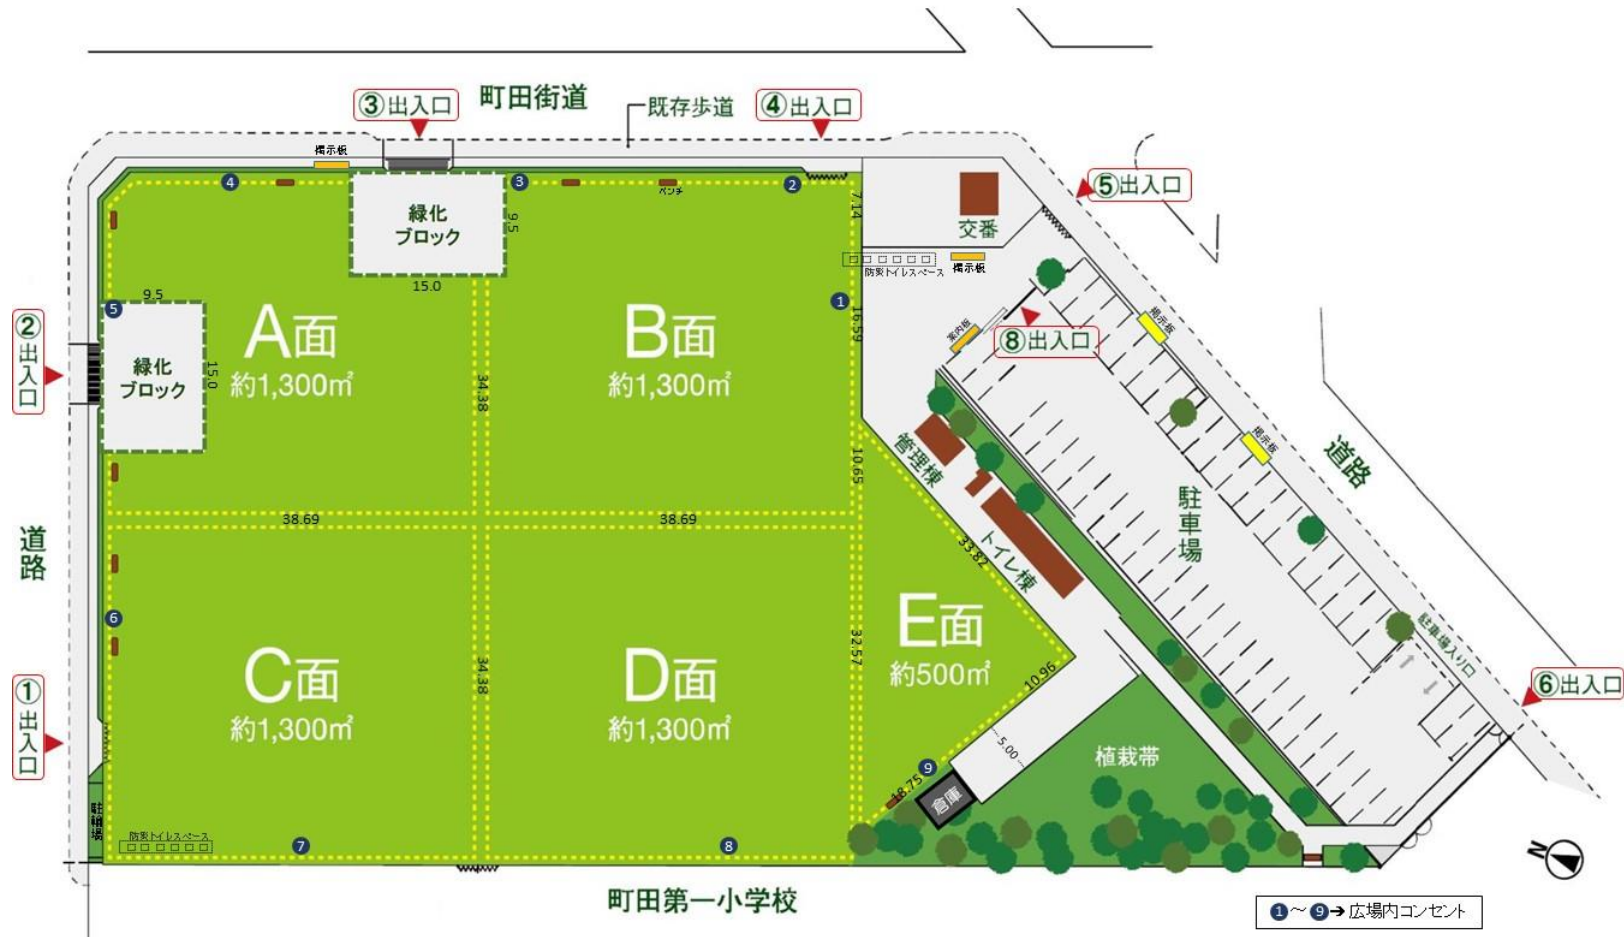 町田街道
③出入口
既存歩道
④出入口
掲示板
⑤出入口
4
3
ベンチ
2
7.14
交番
緑化
ブロック
9.5
15.0
防災トイレスペース
掲示板
1
16.59
案内板
⑧出入口
掲示板
9.5
5
②出入口
緑化
ブロック
15.0
A面
約1,300㎡
34.38
B面
約1,300㎡
掲示板
道路
管理棟
10.65
駐車場
38.69
38.69
33.82
トイレ棟
道路
6
E面
約500㎡
32.57
10.96
駐車場入り口
⑥出入口
①出入口
C面
約1,300㎡
34.38
D面
約1,300㎡
5.00
植栽帯
9
18.75
倉庫
駐輪場
防災トイレスペース
7
8
N
町田第一小学校
1～9→広場内コンセント